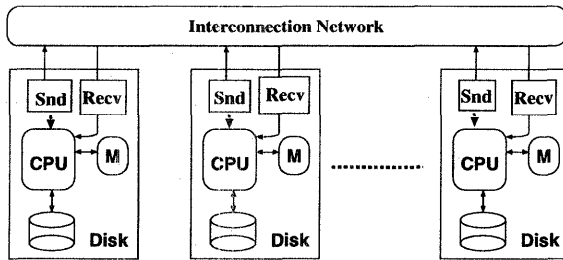 Interconnection Network
Snd Recv Snd Recv Snd Recv
CPU M CPU M CPU M
Disk Disk Disk